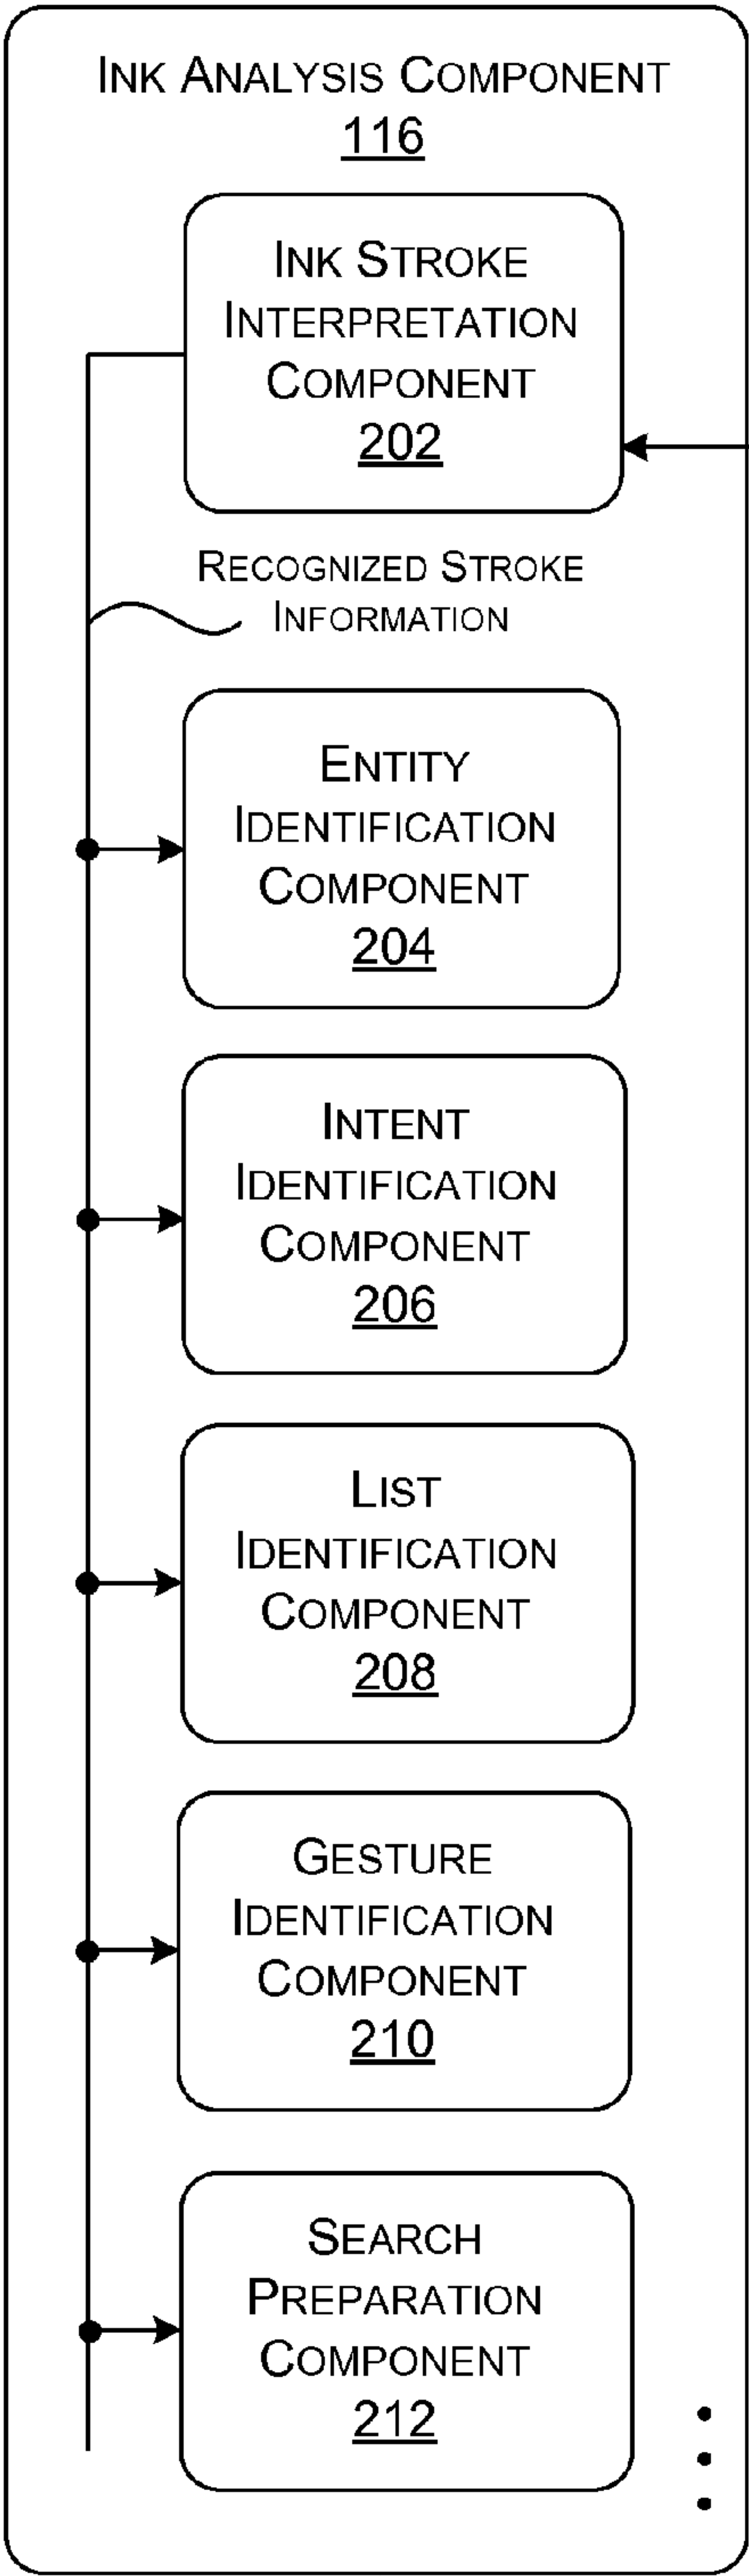 INK ANALYSIS COMPONENT
116
INK STROKE
INTERPRETATION
COMPONENT
202
RECOGNIZED STROKE
INFORMATION
ENTITY
IDENTIFICATION
COMPONENT
204
INTENT
IDENTIFICATION
COMPONENT
206
LIST
IDENTIFICATION
COMPONENT
208
GESTURE
IDENTIFICATION
COMPONENT
210
SEARCH
PREPARATION
COMPONENT
212